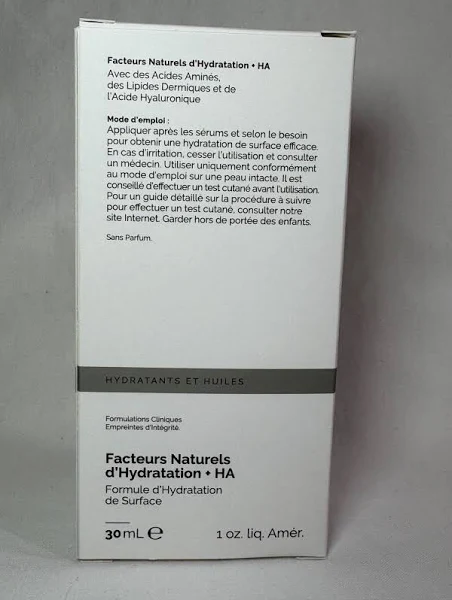 Facteurs Naturels d'Hydratation + HA
Avec des Acides Aminés,
des Lipides Dermiques et de
l'Acide Hyaluronique
Mode d'emploi :
Appliquer après les sérums et selon le besoin
pour obtenir une hydratation de surface efficace.
En cas d'irritation, cesser l'utilisation et consulter
un médecin. Utiliser uniquement conformément
au mode d'emploi sur une peau intacte. Il est
conseillé d'effectuer un test cutané avant l'utilisation.
Pour un guide détaillé sur la procédure à suivre
pour effectuer un test cutané, consulter notre
site Internet. Garder hors de portée des enfants.
Sans Parfum.
HYDRATANTS ET HUILES
Formulations Cliniques
Empreintes d'Intégrité.
Facteurs Naturels
d'Hydratation + HA
Formule d'Hydratation
de Surface
30 mL ℮ 1 oz. liq. Amér.